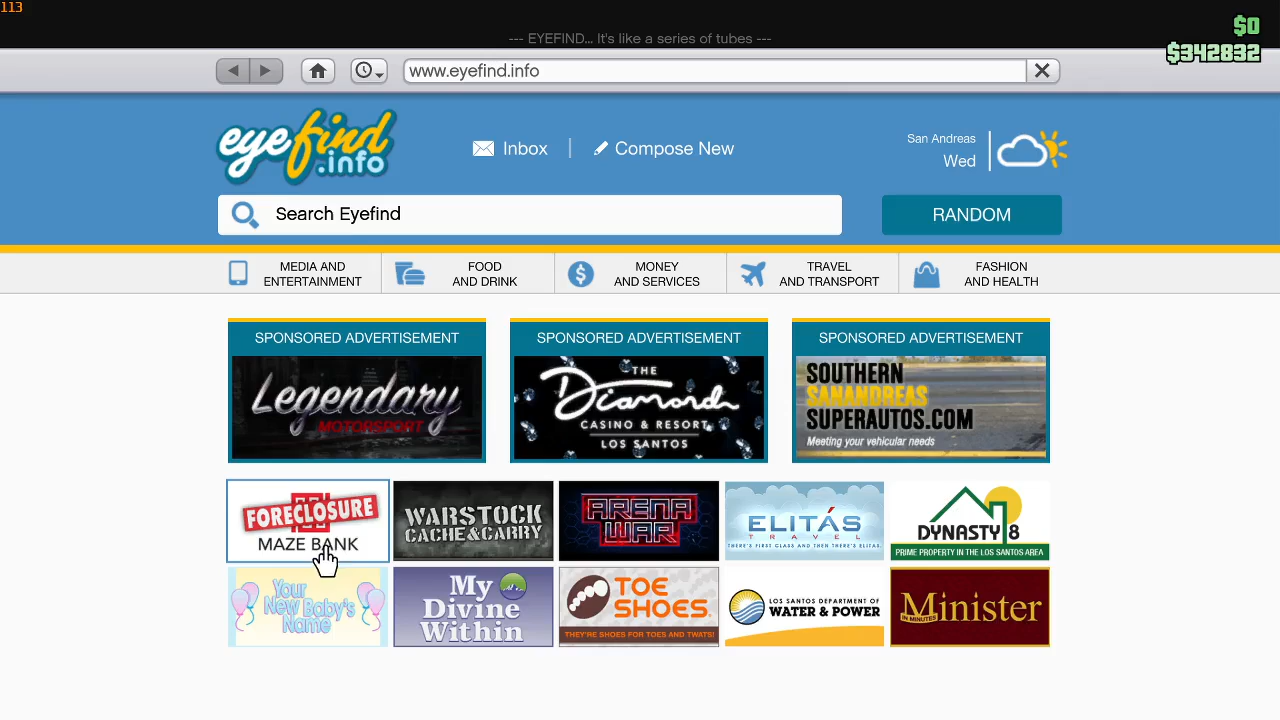 113
$0
$342832
--- EYEFIND... It's like a series of tubes ---
www.eyefind.info
eyefind
.info
Inbox
Compose New
San Andreas
Wed
Search Eyefind
RANDOM
MEDIA AND
ENTERTAINMENT
FOOD
AND DRINK
MONEY
AND SERVICES
TRAVEL
AND TRANSPORT
FASHION
AND HEALTH
SPONSORED ADVERTISEMENT
Legendary
MOTORSPORT
SPONSORED ADVERTISEMENT
THE
Diamond
CASINO & RESORT
LOS SANTOS
SPONSORED ADVERTISEMENT
SOUTHERN
SANANDREAS
SUPERAUTOS.COM
Meeting your vehicular needs
FORECLOSURE
MAZE BANK
WARSTOCK
CACHE & CARRY
ARENA
WAR
ELITÁS
TRAVEL
THERE'S FIRST CLASS AND THEN THERE'S ELITAS.
DYNASTY 8
PRIME PROPERTY IN THE LOS SANTOS AREA
Your
New Baby's
Name
My
Divine
Within
TOE
SHOES
THEY'RE SHOES FOR TOES AND TWATS!
LOS SANTOS DEPARTMENT OF
WATER & POWER
Minister
IN MINUTES